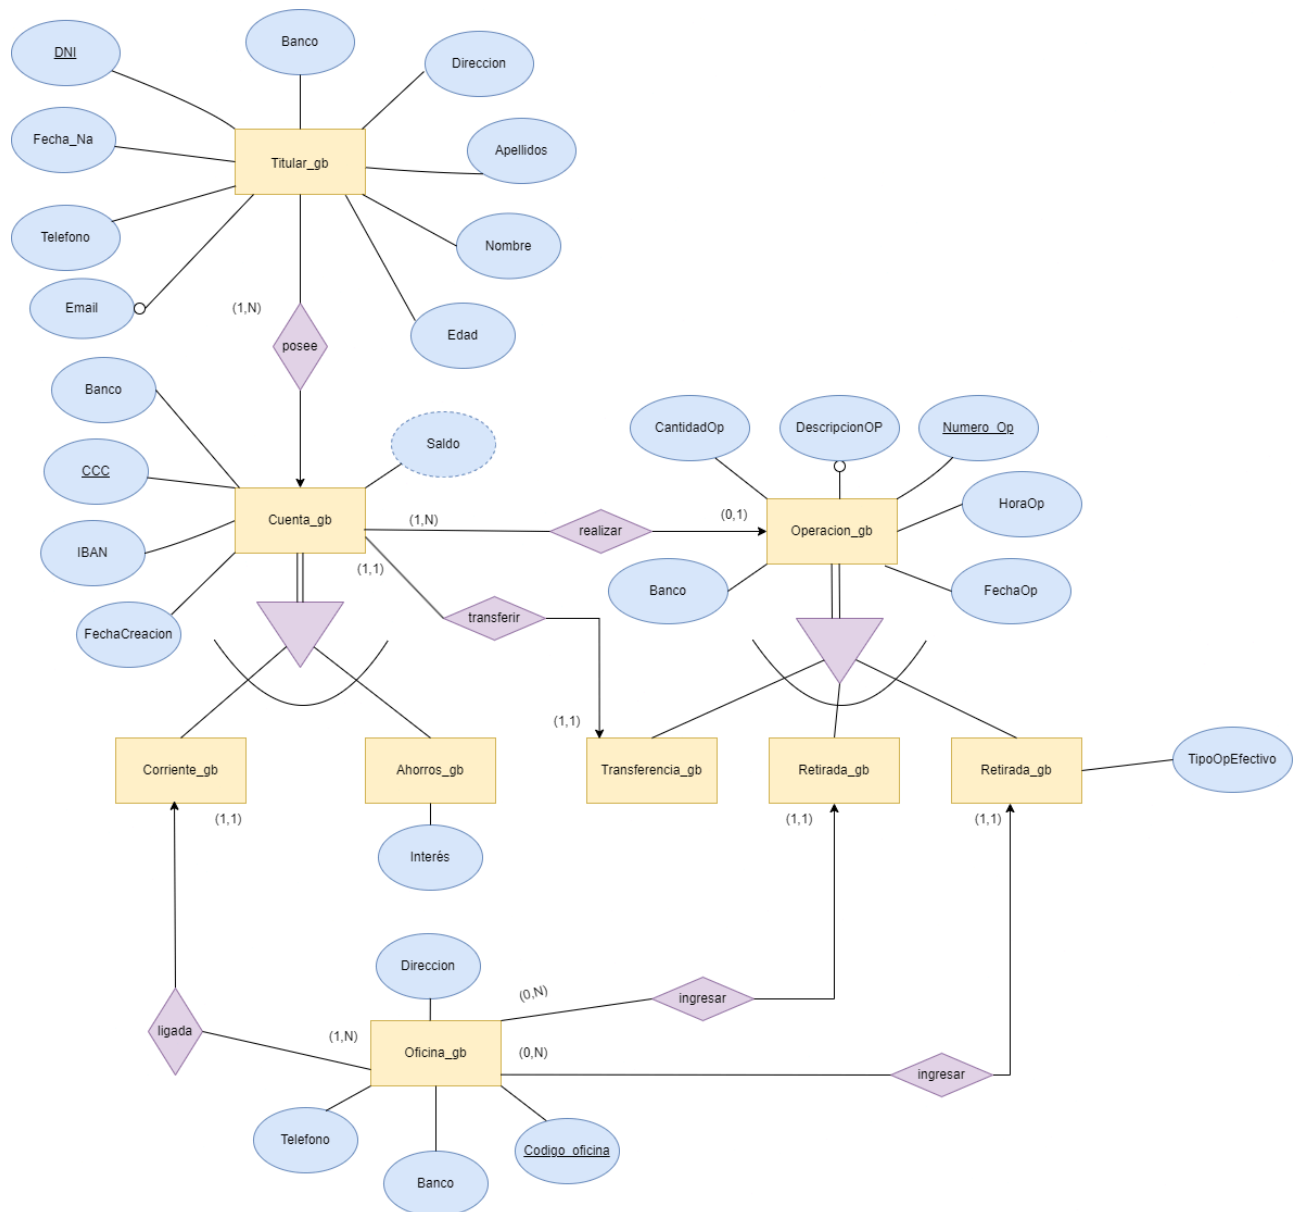 Banco
DNI
Direccion
Fecha_Na
Titular_gb
Apellidos
Telefono
Nombre
Email
(1,N)
Edad
posee
Banco
Saldo
CantidadOp
DescripcionOP
Numero_Op
CCC
HoraOp
Cuenta_gb
(1,N)
realizar
(0,1)
Operacion_gb
IBAN
(1,1)
Banco
FechaOp
transferir
FechaCreacion
(1,1)
Corriente_gb
Ahorros_gb
Transferencia_gb
Retirada_gb
Retirada_gb
TipoOpEfectivo
(1,1)
(1,1)
(1,1)
Interés
Direccion
(0,N)
ingresar
ligada
(1,N)
Oficina_gb
(0,N)
ingresar
Telefono
Codigo_oficina
Banco